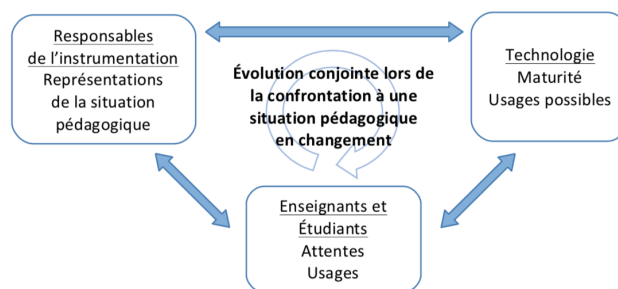 Responsables
de l’instrumentation
Représentations
de la situation
pédagogique
Évolution conjointe lors de
la confrontation à une
situation pédagogique
en changement
Technologie
Maturité
Usages possibles
Enseignants et
Étudiants
Attentes
Usages